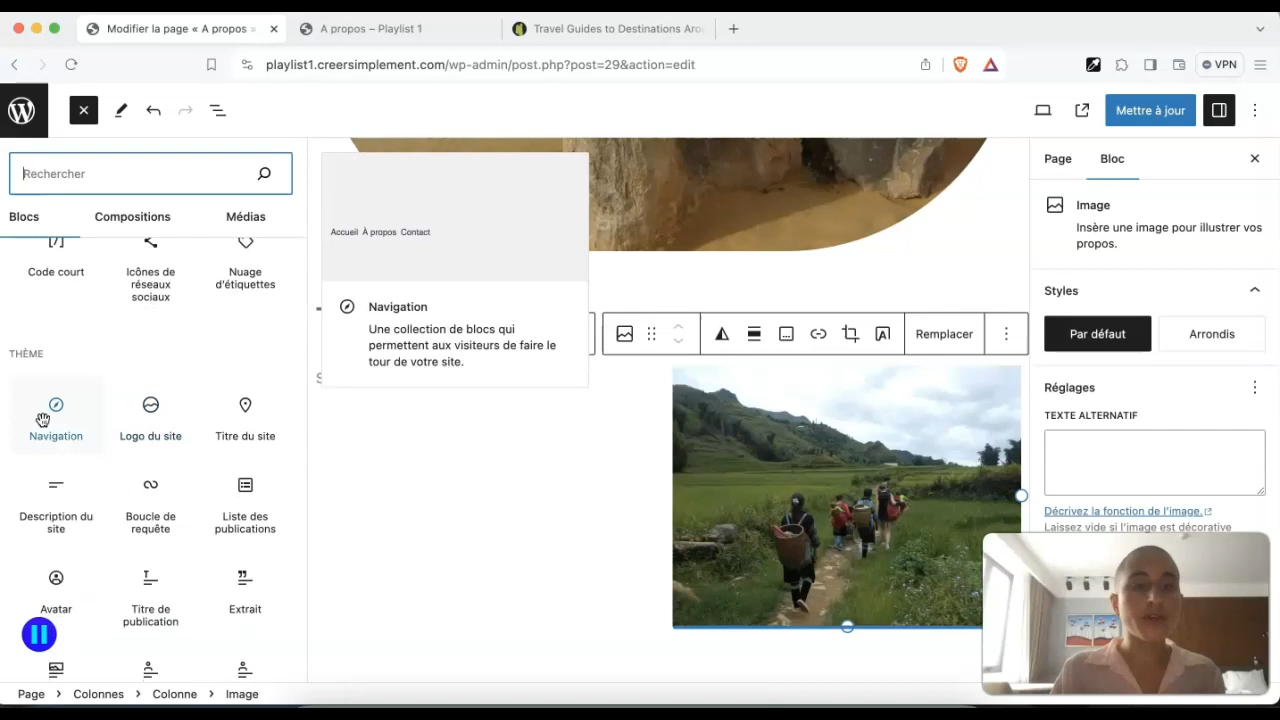 Modifier la page « A propos »
A propos – Playlist 1
Travel Guides to Destinations Aro
playlist1.creersimplement.com/wp-admin/post.php?post=29&action=edit
VPN
Mettre à jour
Rechercher
Blocs
Compositions
Médias
Code court
Icônes de
réseaux
sociaux
Nuage
d'étiquettes
THÈME
Navigation
Logo du site
Titre du site
Description du
site
Boucle de
requête
Liste des
publications
Avatar
Titre de
publication
Extrait
Accueil À propos Contact
Navigation
Une collection de blocs qui
permettent aux visiteurs de faire le
tour de votre site.
Remplacer
Page
Bloc
Image
Insère une image pour illustrer vos
propos.
Styles
Par défaut
Arrondis
Réglages
TEXTE ALTERNATIF
Décrivez la fonction de l'image.
Laissez vide si l'image est décorative
Page > Colonnes > Colonne > Image